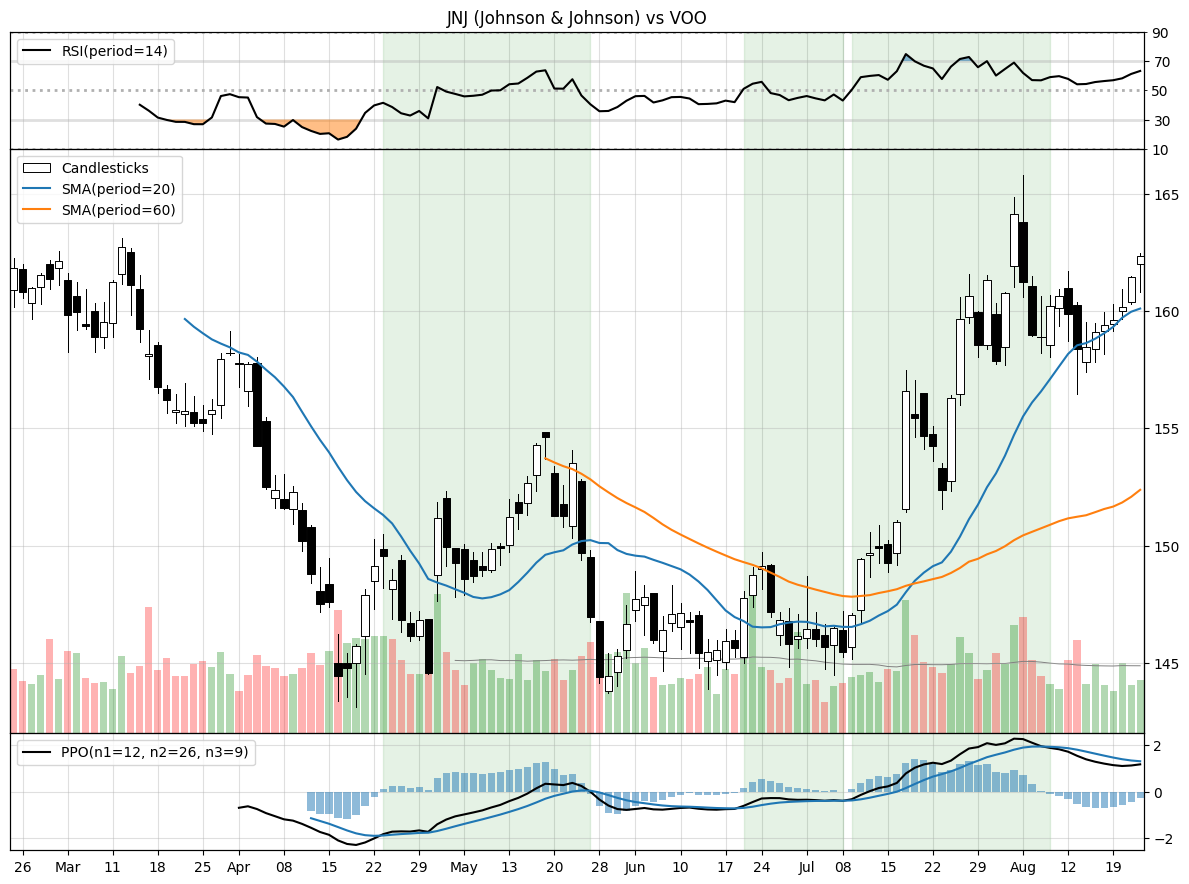 JNJ (Johnson & Johnson) vs VOO
RSI(period=14)
90
70
50
30
10
Candlesticks
SMA(period=20)
SMA(period=60)
165
160
155
150
145
PPO(n1=12, n2=26, n3=9)
2
0
−2
26 Mar 11 18 25 Apr 08 15 22 29 May 13 20 28 Jun 10 17 24 Jul 08 15 22 29 Aug 12 19